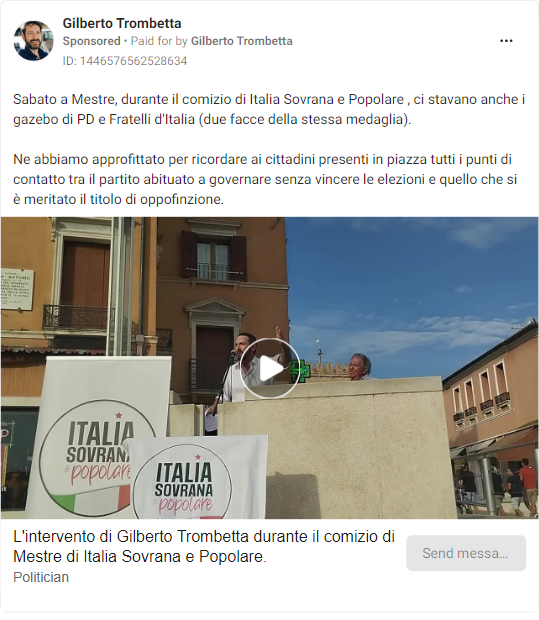 Gilberto Trombetta
Sponsored • Paid for by Gilberto Trombetta
ID: 1446576562528634
Sabato a Mestre, durante il comizio di Italia Sovrana e Popolare , ci stavano anche i
gazebo di PD e Fratelli d'Italia (due facce della stessa medaglia).
Ne abbiamo approfittato per ricordare ai cittadini presenti in piazza tutti i punti di
contatto tra il partito abituato a governare senza vincere le elezioni e quello che si
è meritato il titolo di oppofinzione.
ITALIA
SOVRANA
e popolare
ITALIA
SOVRANA
e popolare
L'intervento di Gilberto Trombetta durante il comizio di
Mestre di Italia Sovrana e Popolare.
Politician
Send messa...